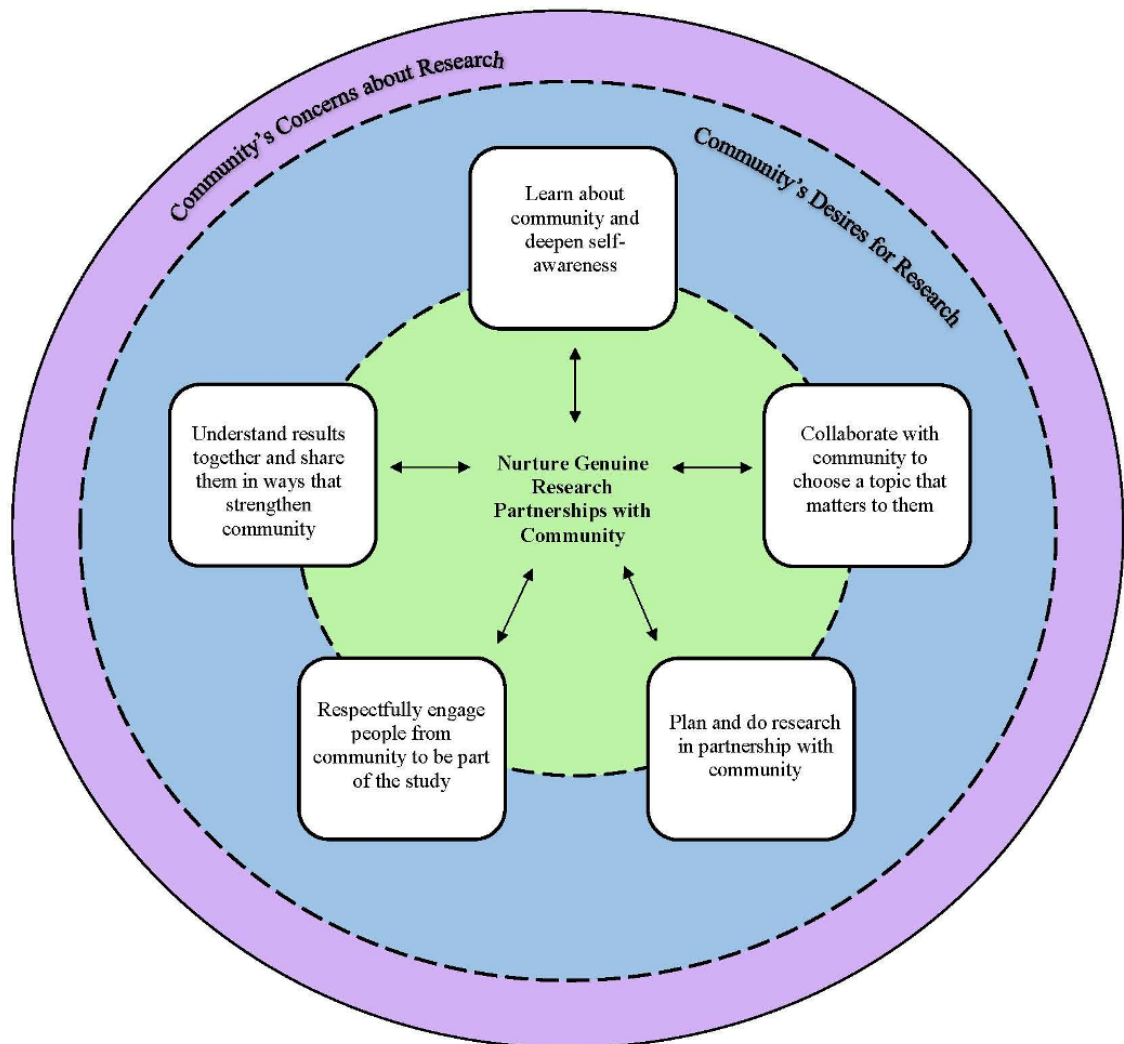 Community's Concerns about Research
Community's Desires for Research
Learn about
community and
deepen self-
awareness
Understand results
together and share
them in ways that
strengthen
community
Nurture Genuine
Research
Partnerships with
Community
Collaborate with
community to
choose a topic that
matters to them
Respectfully engage
people from
community to be part
of the study
Plan and do research
in partnership with
community